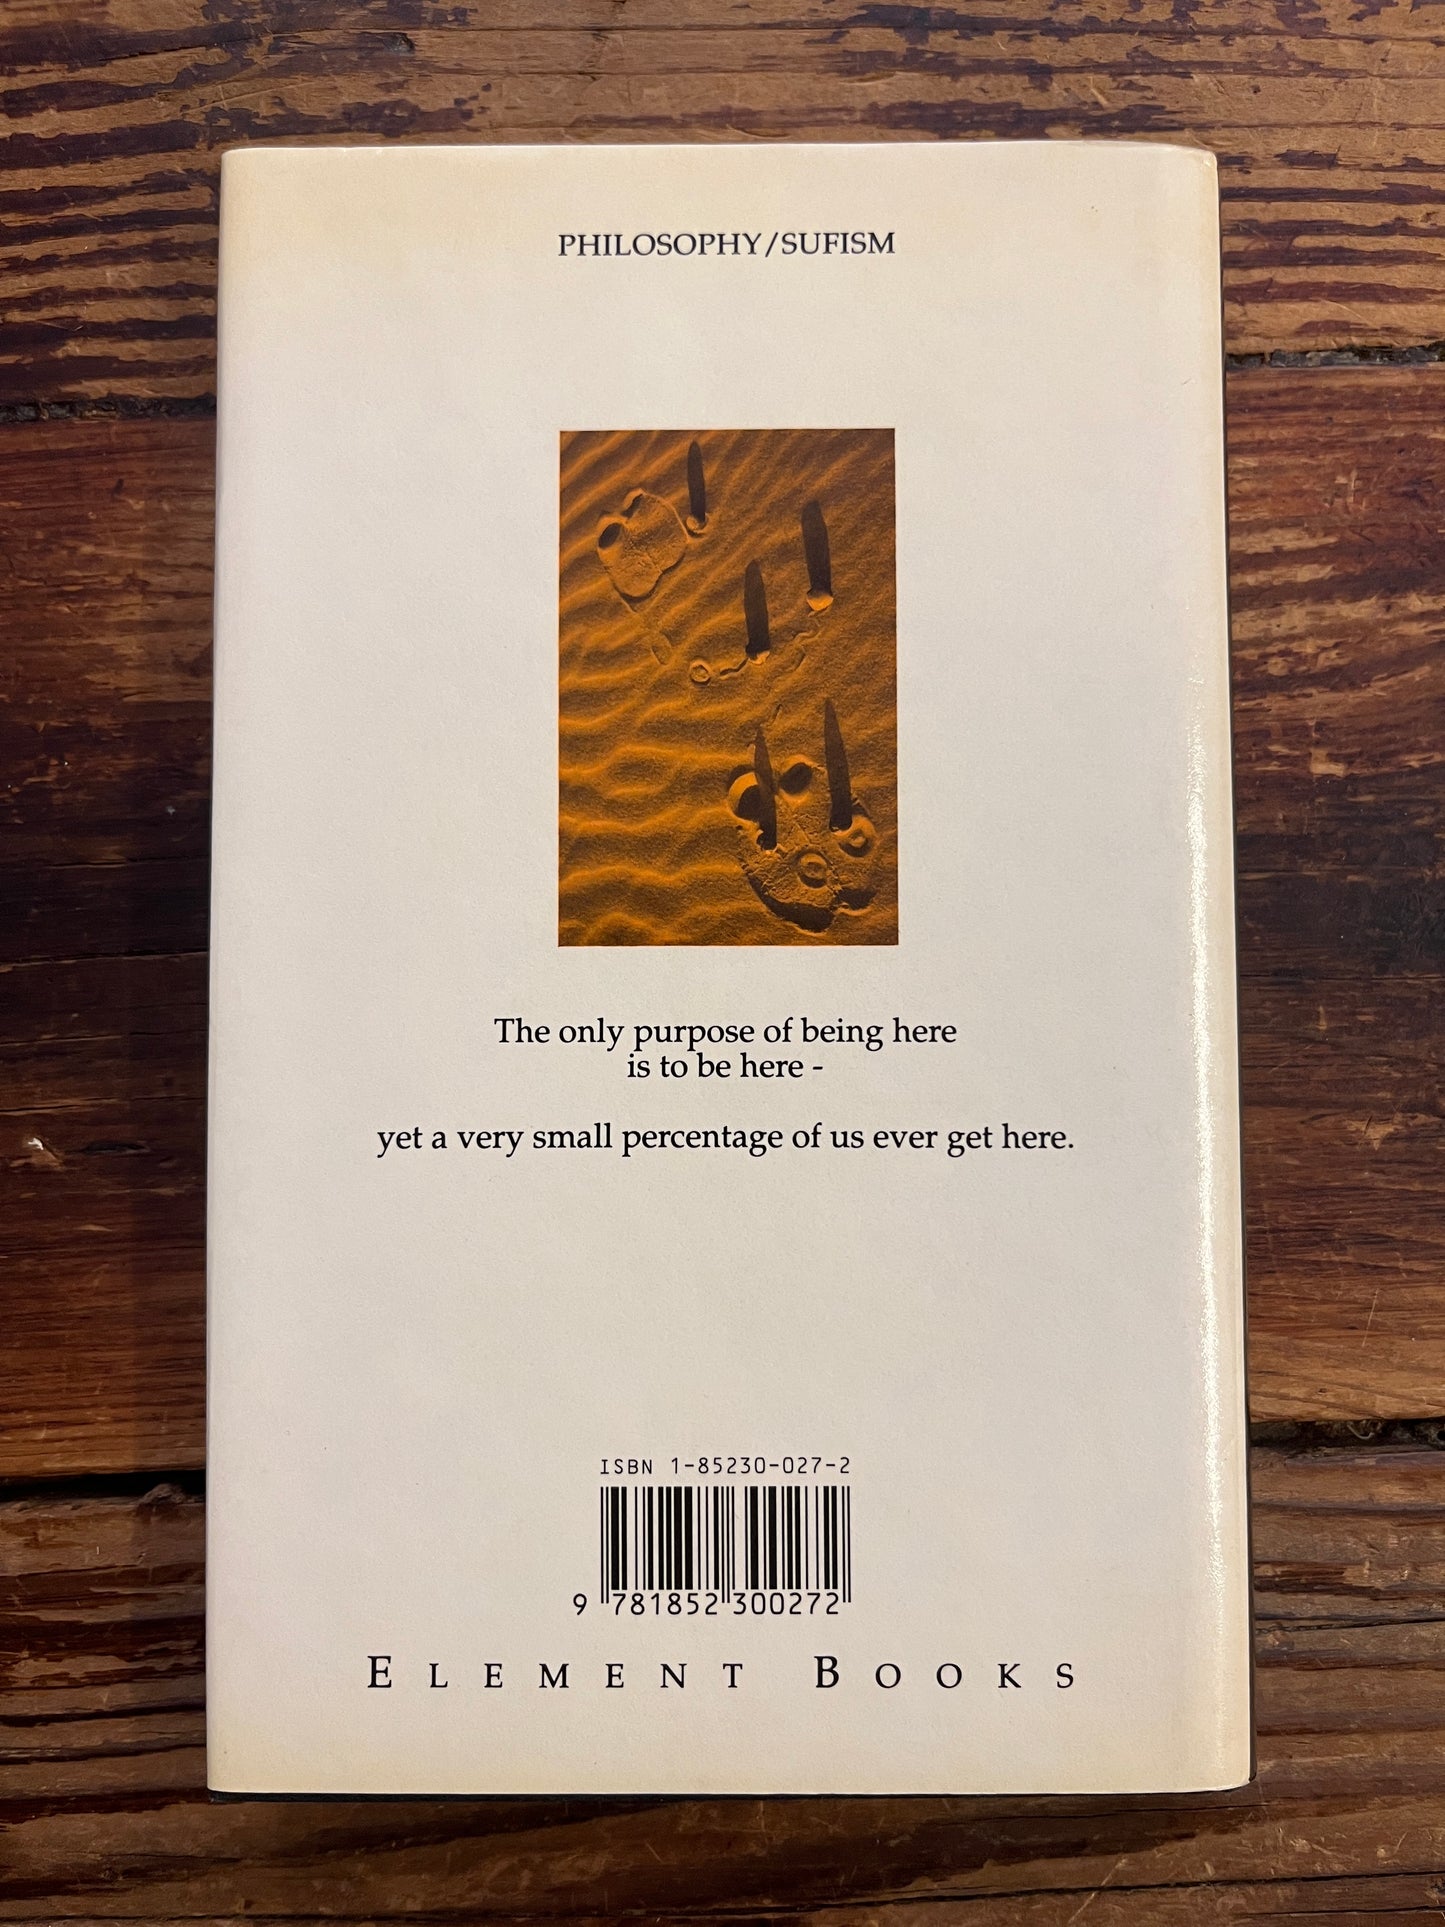 PHILOSOPHY/SUFISM
The only purpose of being here
is to be here -
yet a very small percentage of us ever get here.
ISBN 1-85230-027-2
9 781852 300272
ELEMENT BOOKS